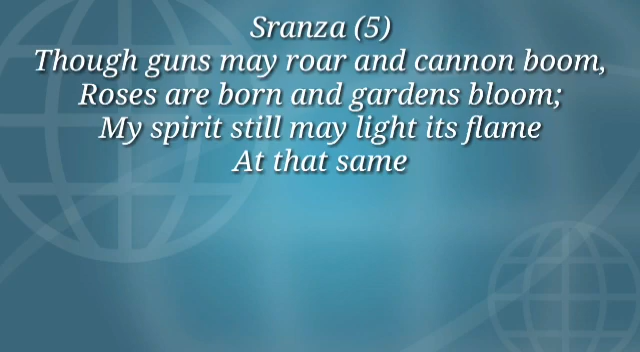 Sranza (5)
Though guns may roar and cannon boom,
Roses are born and gardens bloom;
My spirit still may light its flame
At that same